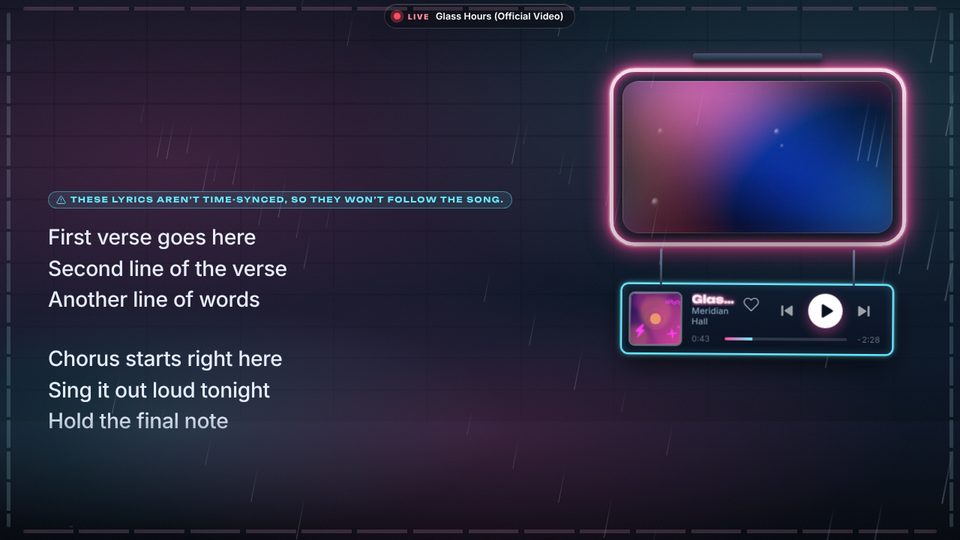 LIVE Glass Hours (Official Video)
THESE LYRICS AREN'T TIME-SYNCED, SO THEY WON'T FOLLOW THE SONG.
First verse goes here
Second line of the verse
Another line of words
Chorus starts right here
Sing it out loud tonight
Hold the final note
Glas...
Meridian
Hall
0:43
-2:28